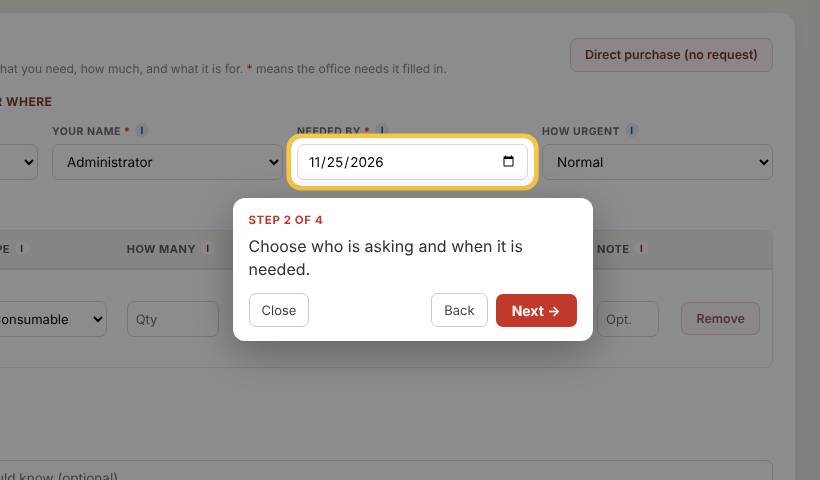 Direct purchase (no request)
hat you need, how much, and what it is for. * means the office needs it filled in.
R WHERE
YOUR NAME * i NEEDED BY * i HOW URGENT i
Administrator 11/25/2026 Normal
STEP 2 OF 4
Choose who is asking and when it is
needed.
PE i HOW MANY i NOTE i
onsumable Qty Opt. Remove
Close Back Next →
uld know (optional)